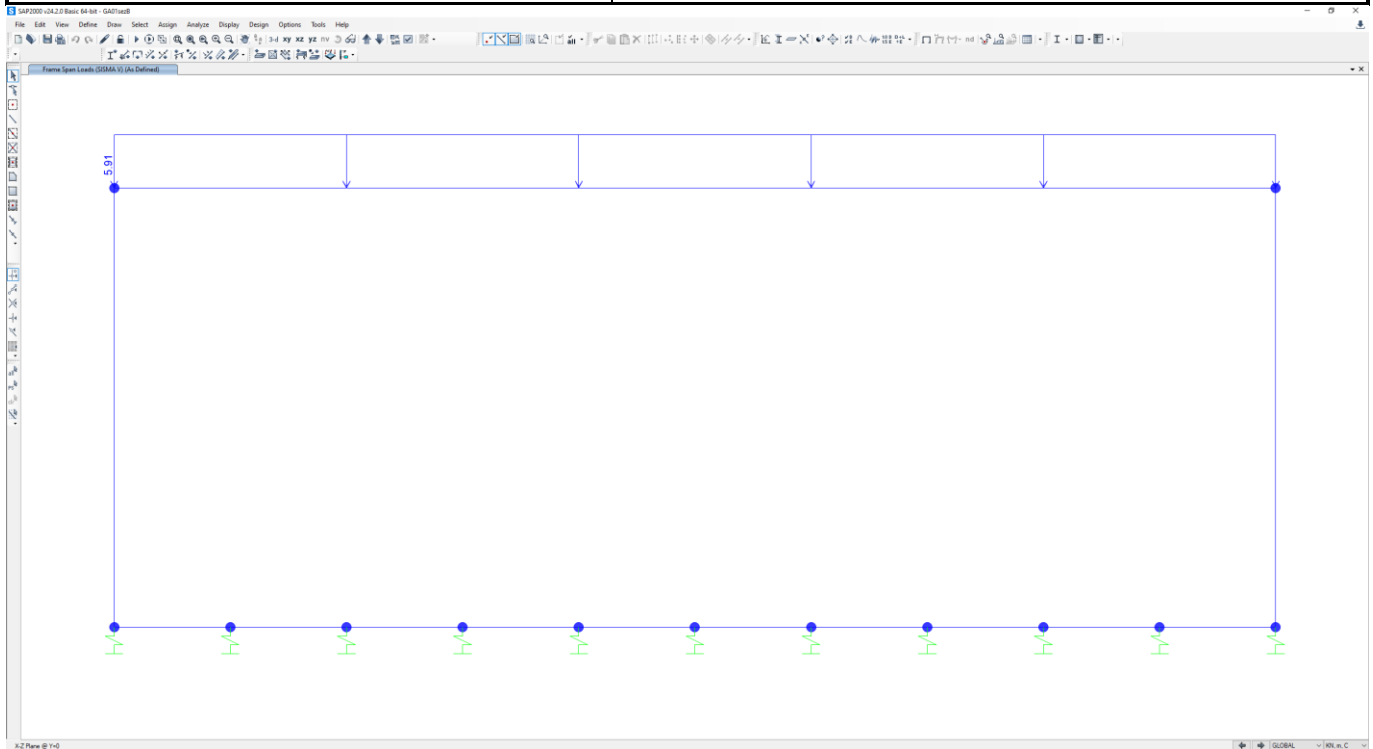 SAP2000 v24.2.0 Basic 64-bit - GA01sezB
File Edit View Define Draw Select Assign Analyze Display Design Options Tools Help
3-d xy xz yz nv
nd
Frame Span Loads (SISMA V) (As Defined)
5.91
X-Z Plane @ Y=0
GLOBAL
KN, m, C